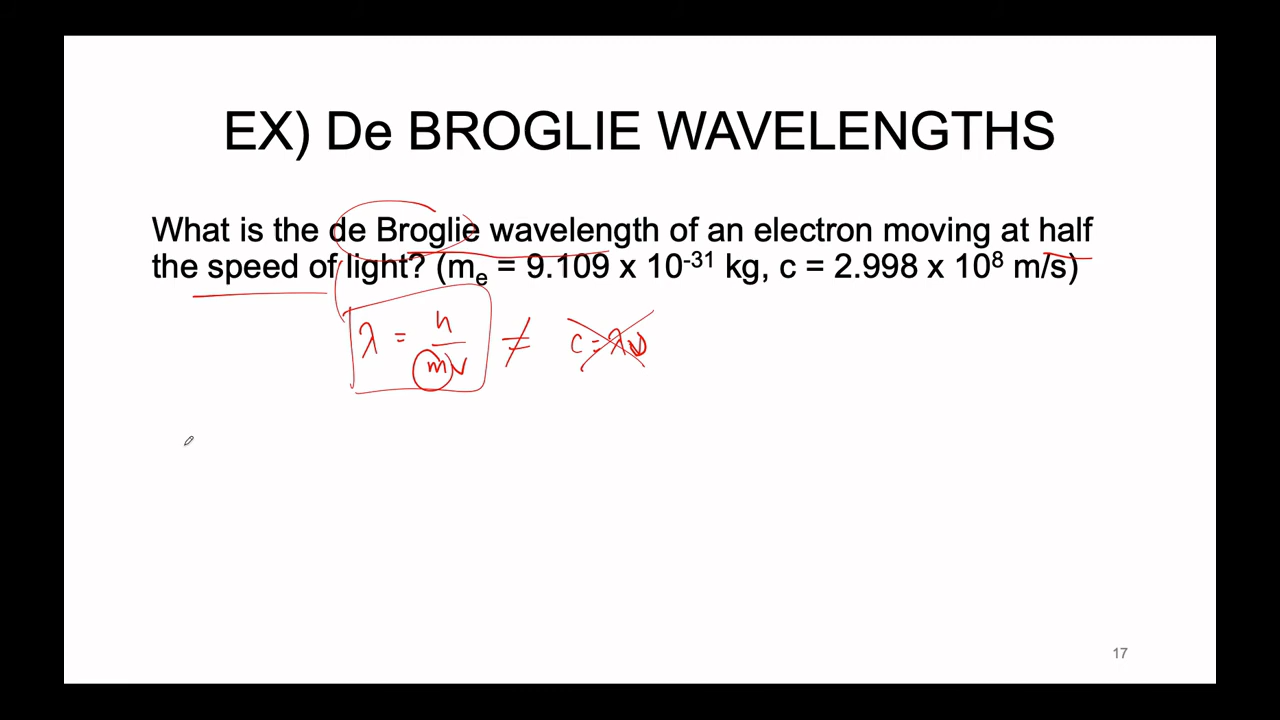 EX) De BROGLIE WAVELENGTHS
What is the de Broglie wavelength of an electron moving at half
the speed of light? (mₑ = 9.109 x 10⁻³¹ kg, c = 2.998 x 10⁸ m/s)
λ = h/mv ≠ c=λν
17